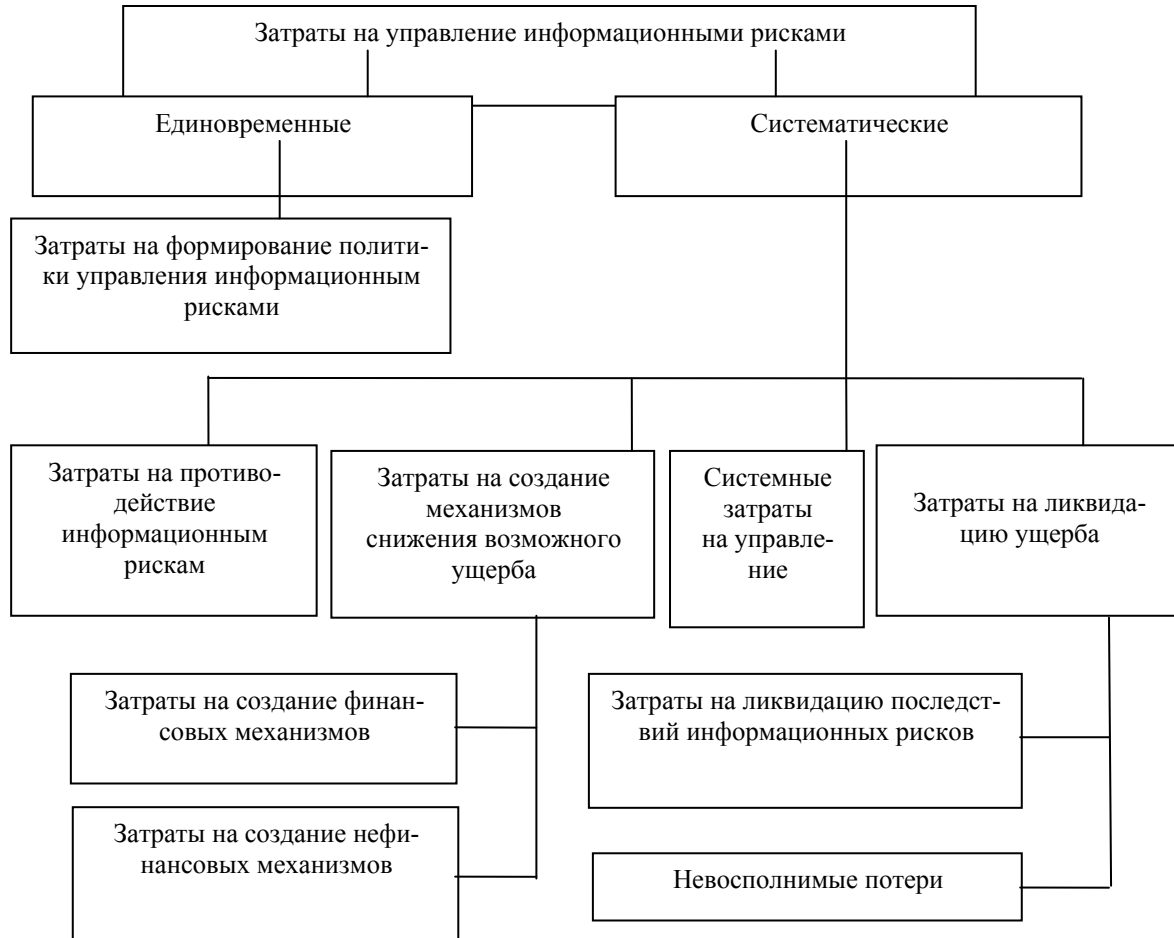 Затраты на управление информационными рисками
Единовременные
Систематические
Затраты на формирование полити-
ки управления информационным
рисками
Затраты на противо-
действие
информационным
рискам
Затраты на создание
механизмов
снижения возможного
ущерба
Системные
затраты
на управле-
ние
Затраты на ликвида-
цию ущерба
Затраты на создание финан-
совых механизмов
Затраты на ликвидацию последст-
вий информационных рисков
Затраты на создание нефи-
нансовых механизмов
Невосполнимые потери